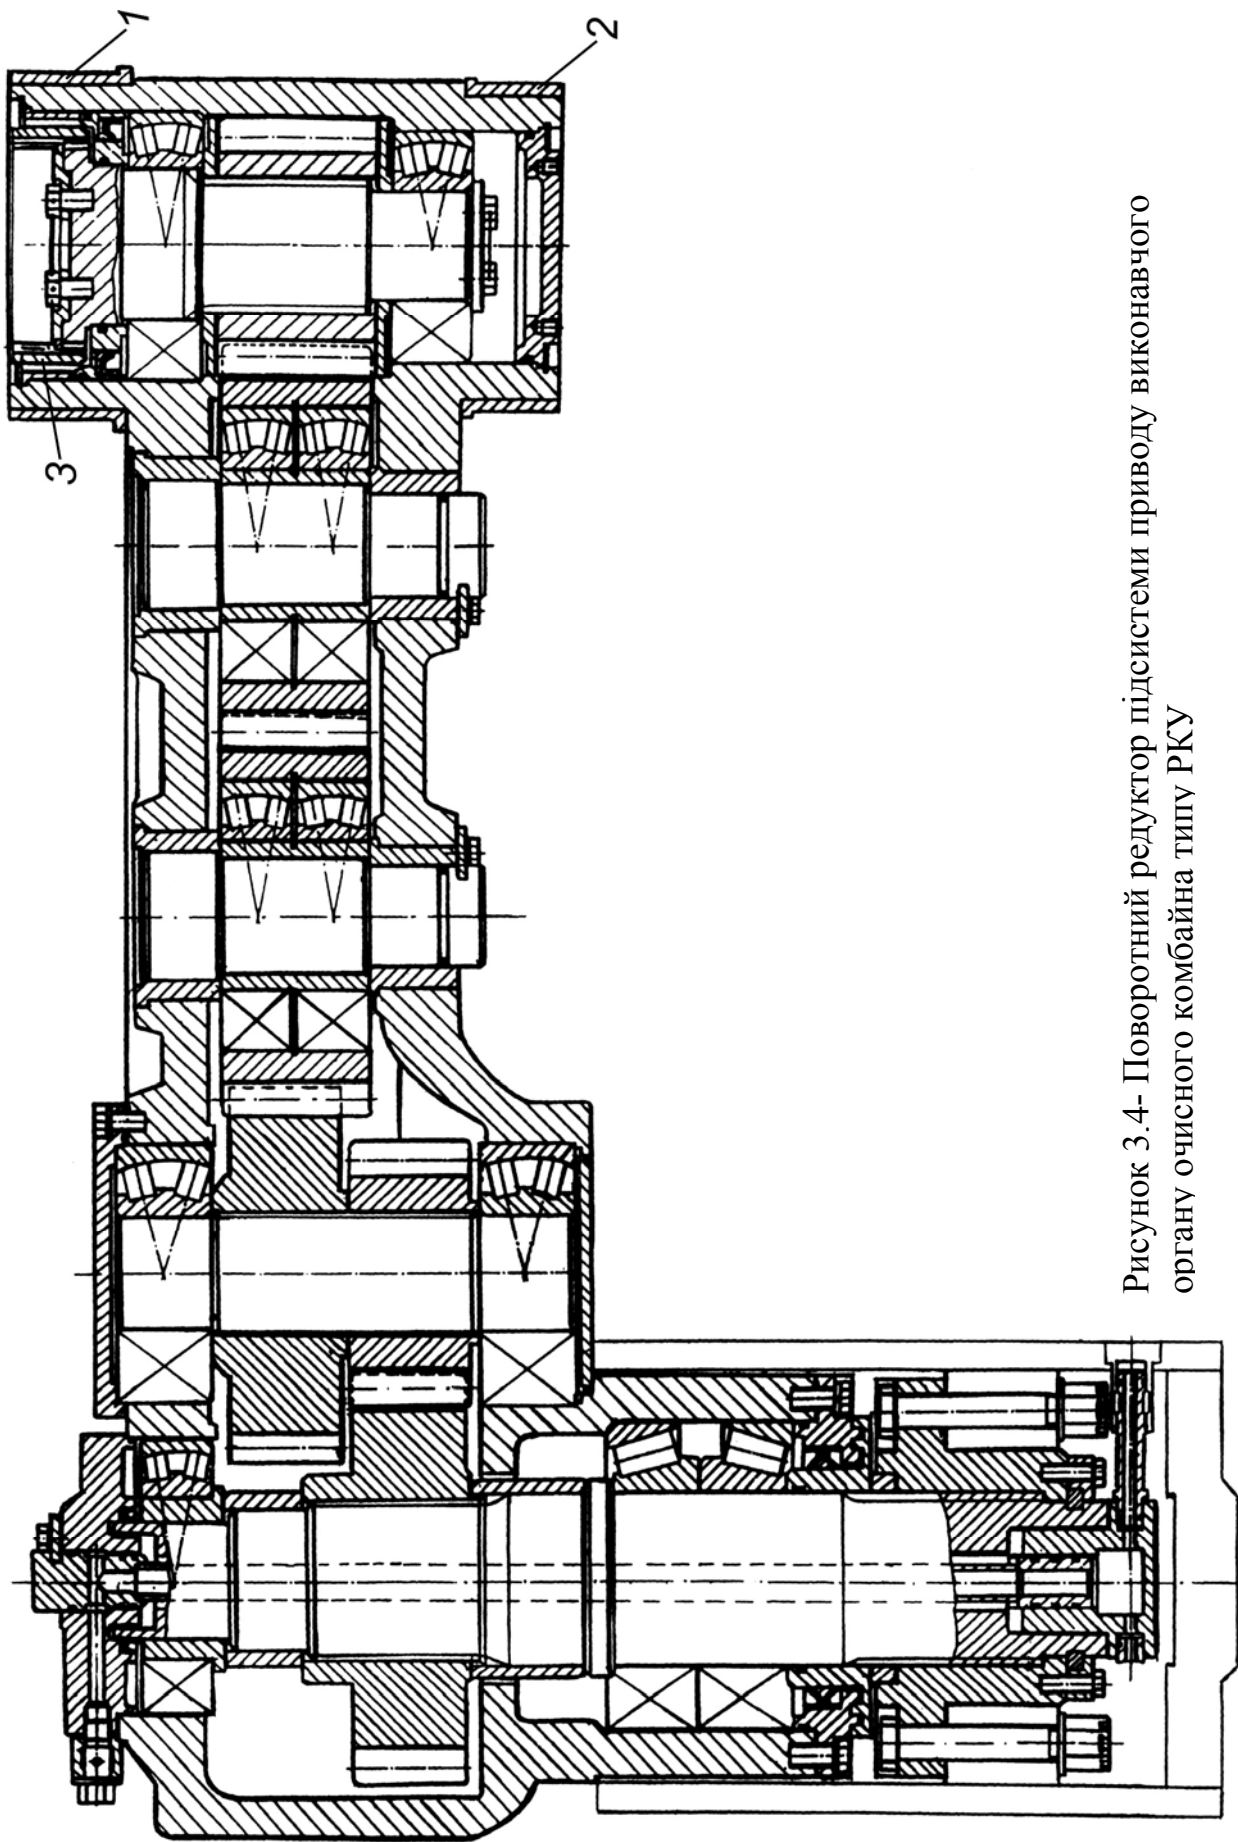 1
2
3
Рисунок 3.4- Поворотний редуктор підсистеми приводу виконавчого
органу очисного комбайна типу РКУ